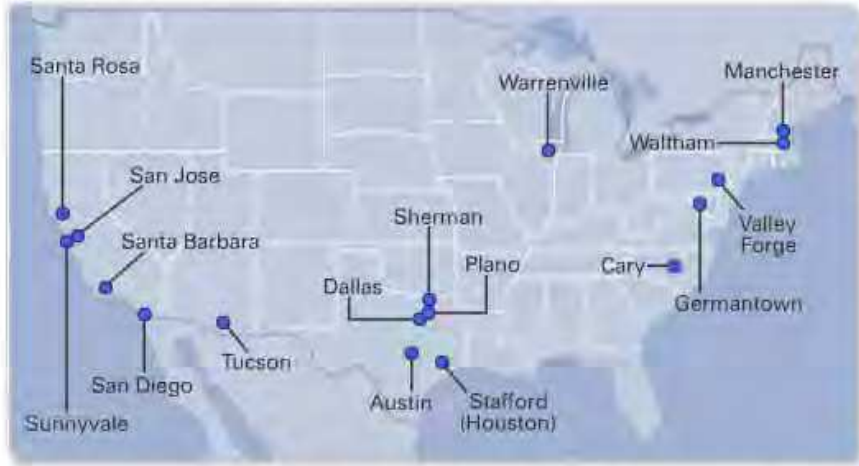 Santa Rosa
Warrenville
Manchester
Waltham
San Jose
Sherman
Valley
Forge
Santa Barbara
Plano
Cary
Dallas
Germantown
Tucson
San Diego
Austin
Stafford
(Houston)
Sunnyvale